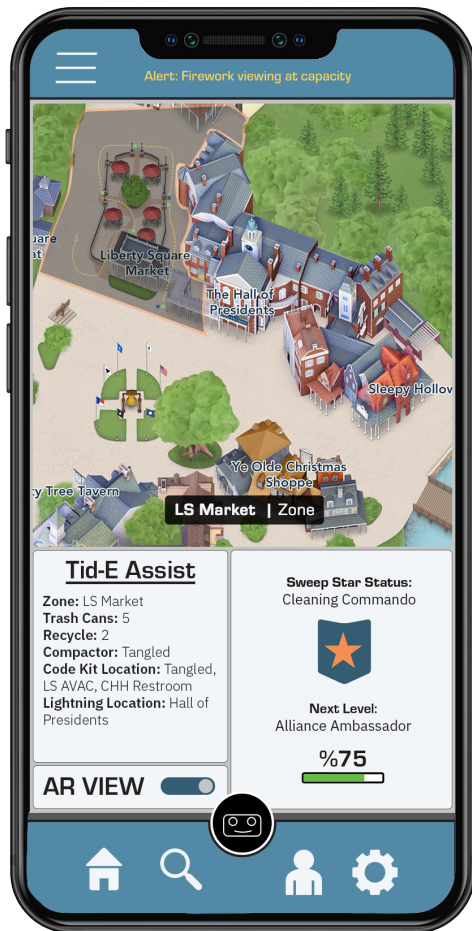 Alert: Firework viewing at capacity
uare
at
Liberty Square
Market
The Hall of
Presidents
Sleepy Hollow
Ye Olde Christmas
Shoppe
ty Tree Tavern
LS Market | Zone
Tid-E Assist
Zone: LS Market
Trash Cans: 5
Recycle: 2
Compactor: Tangled
Code Kit Location: Tangled,
LS AVAC, CHH Restroom
Lightning Location: Hall of
Presidents
AR VIEW
Sweep Star Status:
Cleaning Commando
Next Level:
Alliance Ambassador
%75